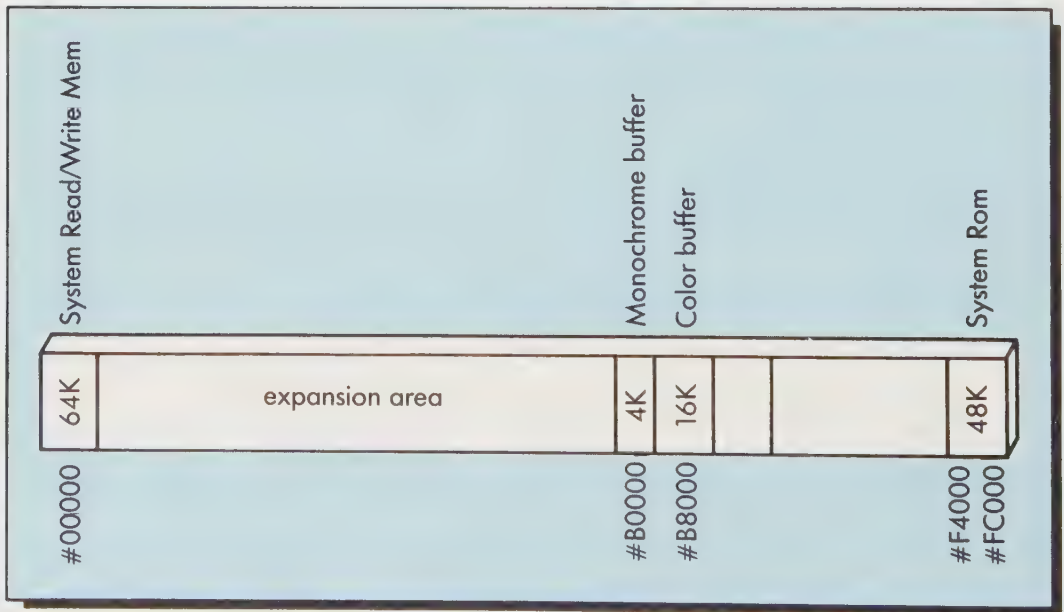 #00000 64K System Read/Write Mem
expansion area
#B0000 4K Monochrome buffer
#B8000 16K Color buffer
#F4000 48K System Rom
#FC000